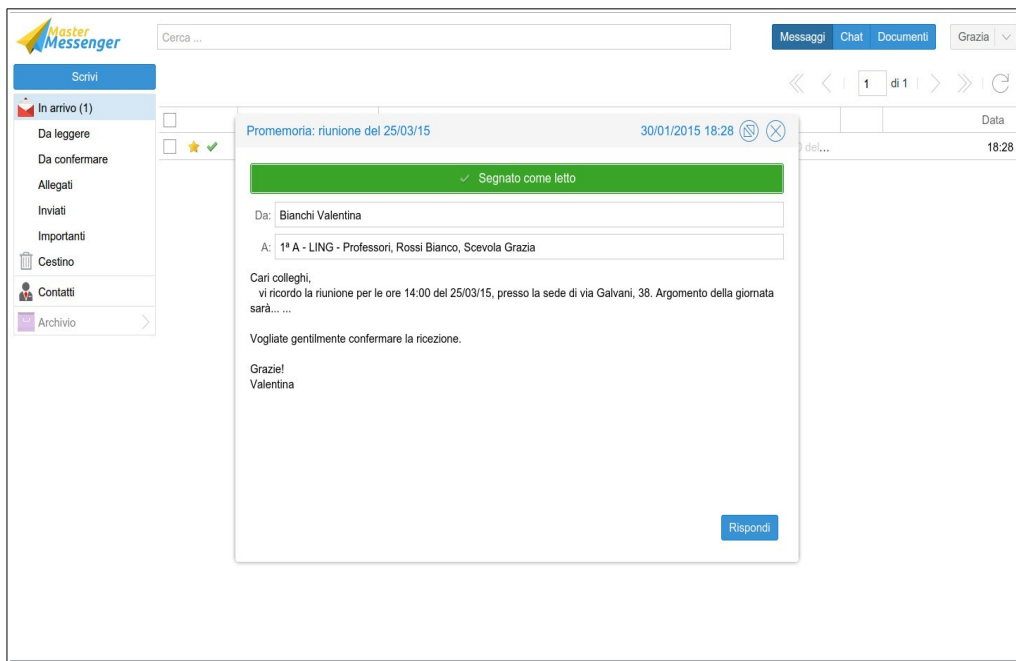 Master
Messenger
Cerca ...
Messaggi Chat Documenti
Grazia
Scrivi
1 di 1
In arrivo (1)
Da leggere
Da confermare
Allegati
Inviati
Importanti
Cestino
Contatti
Archivio
Data
del... 18:28
Promemoria: riunione del 25/03/15 30/01/2015 18:28
Segnato come letto
Da: Bianchi Valentina
A: 1ª A - LING - Professori, Rossi Bianco, Scevola Grazia
Cari colleghi,
vi ricordo la riunione per le ore 14:00 del 25/03/15, presso la sede di via Galvani, 38. Argomento della giornata
sarà... ...
Vogliate gentilmente confermare la ricezione.
Grazie!
Valentina
Rispondi